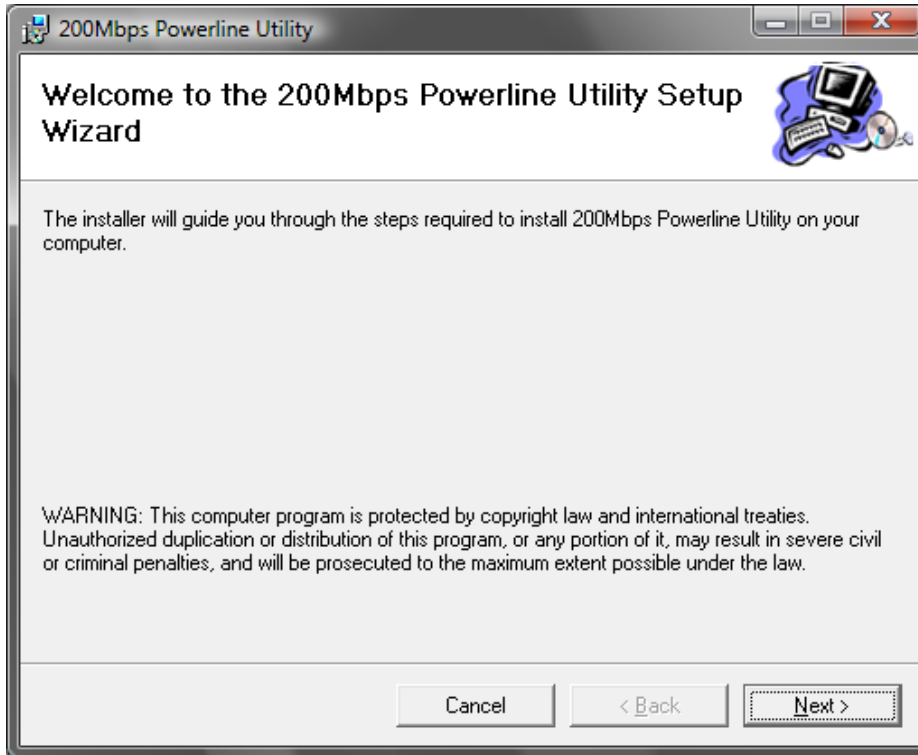 200Mbps Powerline Utility
Welcome to the 200Mbps Powerline Utility Setup
Wizard
The installer will guide you through the steps required to install 200Mbps Powerline Utility on your
computer.
WARNING: This computer program is protected by copyright law and international treaties.
Unauthorized duplication or distribution of this program, or any portion of it, may result in severe civil
or criminal penalties, and will be prosecuted to the maximum extent possible under the law.
Cancel
< Back
Next >